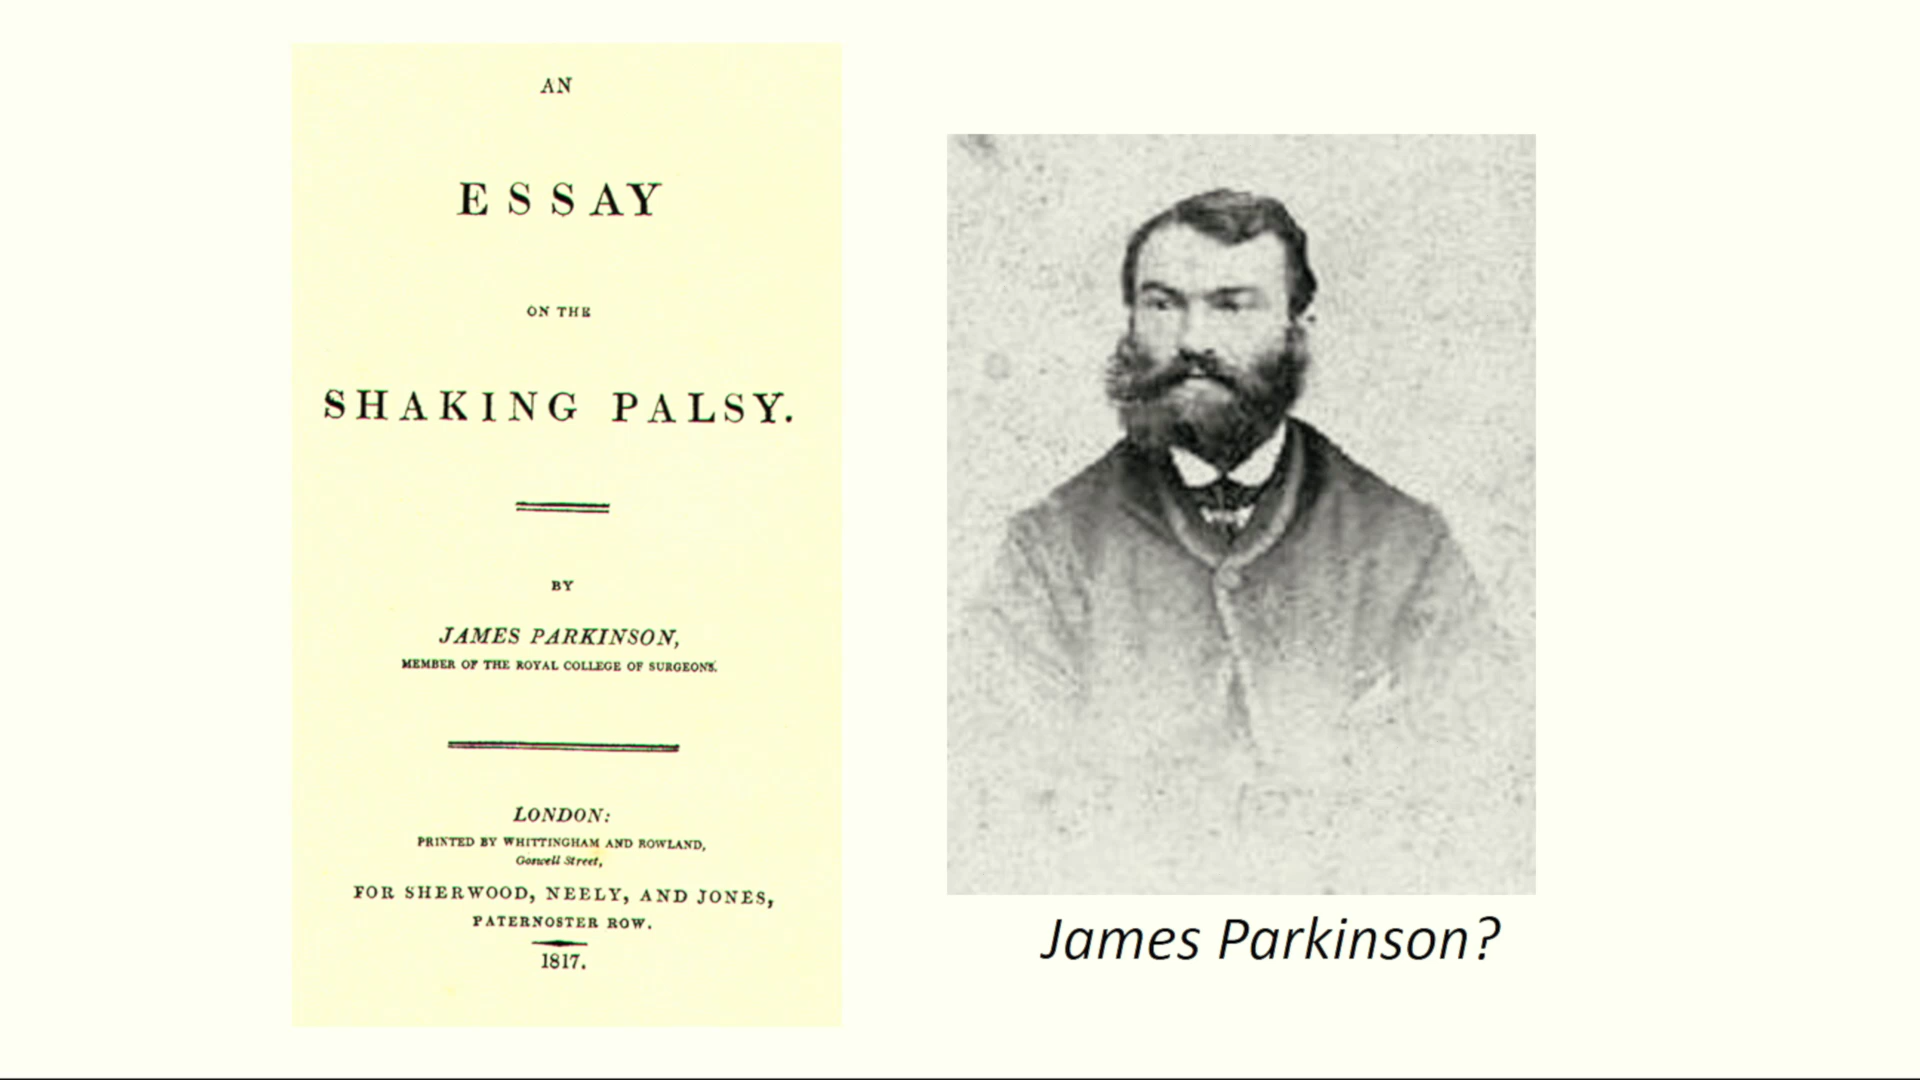 AN
ESSAY
ON THE
SHAKING PALSY.
BY
JAMES PARKINSON,
MEMBER OF THE ROYAL COLLEGE OF SURGEONS.
LONDON:
PRINTED BY WHITTINGHAM AND ROWLAND,
Goswell Street,
FOR SHERWOOD, NEELY, AND JONES,
PATERNOSTER ROW.
1817.
James Parkinson?